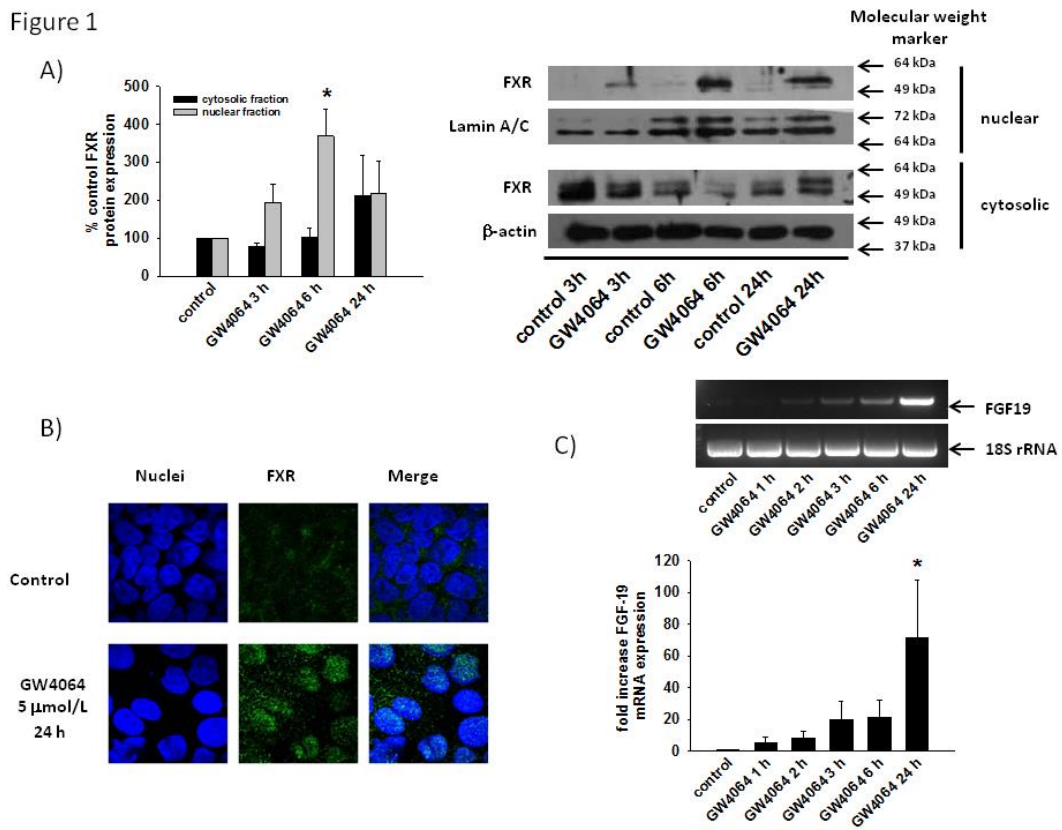 Figure 1
A)
500
400
300
200
100
0
% control FXR
protein expression
cytosolic fraction
nuclear fraction
*
control
GW4064 3 h
GW4064 6 h
GW4064 24 h
Molecular weight
marker
FXR
64 kDa
49 kDa
Lamin A/C
72 kDa
64 kDa
nuclear
FXR
64 kDa
49 kDa
β-actin
49 kDa
37 kDa
cytosolic
control 3h
GW4064 3h
control 6h
GW4064 6h
control 24h
GW4064 24h
B)
Nuclei FXR Merge
Control
GW4064
5 µmol/L
24 h
C)
FGF19
18S rRNA
control
GW4064 1 h
GW4064 2 h
GW4064 3 h
GW4064 6 h
GW4064 24 h
120
100
80
60
40
20
0
fold increase FGF-19
mRNA expression
*
control
GW4064 1 h
GW4064 2 h
GW4064 3 h
GW4064 6 h
GW4064 24 h